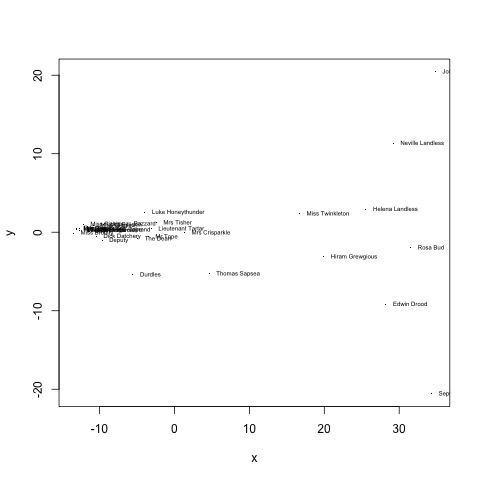 20
10
0
-10
-20
y
Jo
Neville Landless
Helena Landless
Luke Honeythunder
Miss Twinkleton
Mrs Tisher
Lieutenant Tartar
Mrs Crisparkle
Dick Datchery
Mr Tope
The Dean
Deputy
Rosa Bud
Hiram Grewgious
Durdles
Thomas Sapsea
Edwin Drood
Sep
-10
0
10
20
30
x